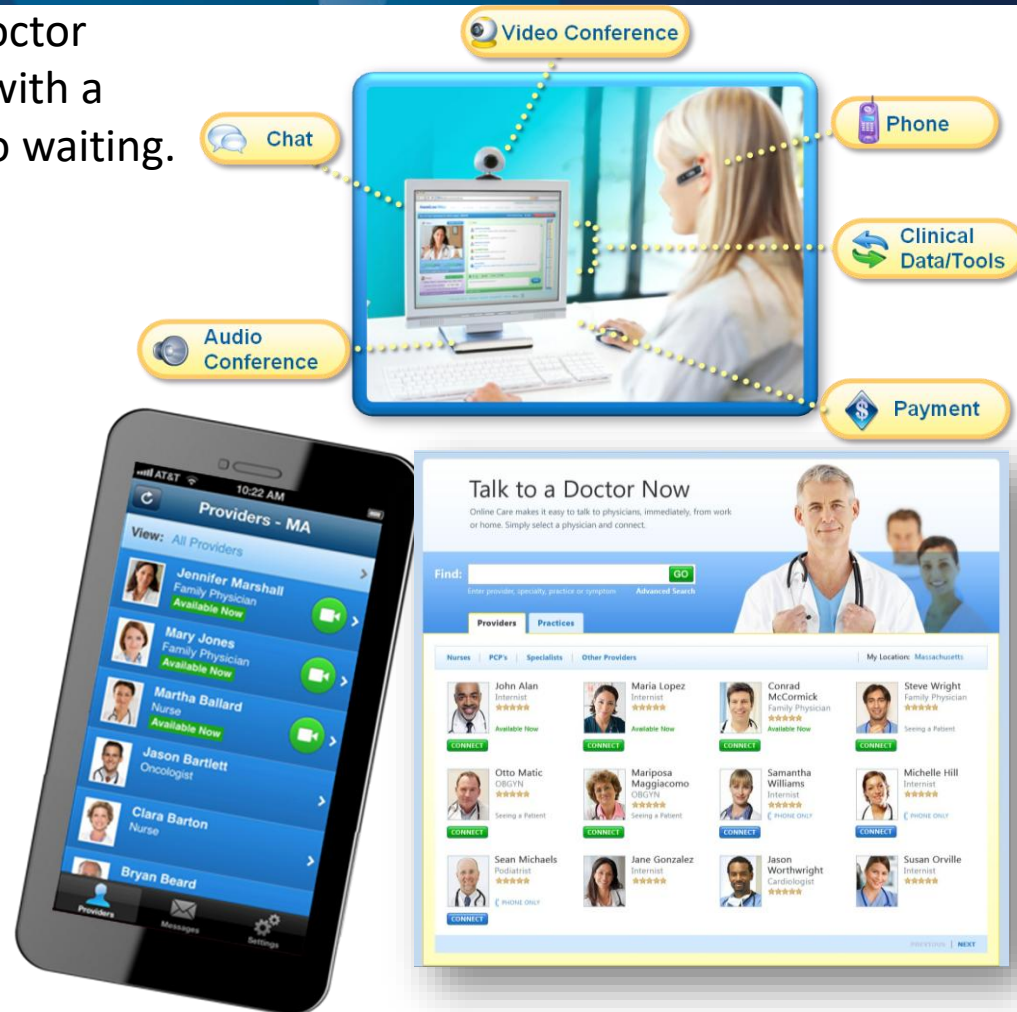 octor
with a
o waiting.
Video Conference
Chat
Phone
Clinical
Data/Tools
Audio
Conference
Payment
AT&T
10:22 AM
Providers - MA
View: All Providers
Jennifer Marshall
Family Physician
Available Now
Mary Jones
Family Physician
Available Now
Martha Ballard
Nurse
Available Now
Jason Bartlett
Oncologist
Clara Barton
Nurse
Bryan Beard
Providers Messages Settings
Talk to a Doctor Now
Online Care makes it easy to talk to physicians, immediately, from work
or home. Simply select a physician and connect.
Find: GO
Enter provider, specialty, practice or symptom Advanced Search
Providers Practices
Nurses | PCP's | Specialists | Other Providers | My Location: Massachusetts
John Alan
Internist
Available Now
CONNECT
Maria Lopez
Internist
Available Now
CONNECT
Conrad
McCormick
Family Physician
Available Now
CONNECT
Steve Wright
Family Physician
Seeing a Patient
CONNECT
Otto Matic
OBGYN
Seeing a Patient
CONNECT
Mariposa
Maggiacomo
OBGYN
Seeing a Patient
CONNECT
Samantha
Williams
Internist
PHONE ONLY
CONNECT
Michelle Hill
Internist
PHONE ONLY
CONNECT
Sean Michaels
Podiatrist
PHONE ONLY
CONNECT
Jane Gonzalez
Internist
Jason
Worthwright
Cardiologist
Susan Orville
Internist
PREVIOUS | NEXT